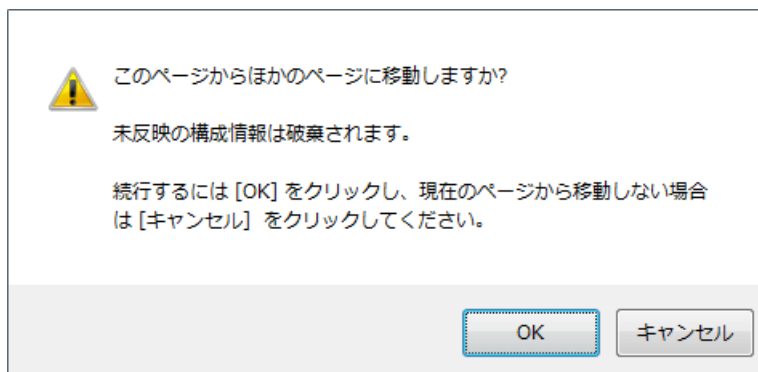 このページからほかのページに移動しますか?
未反映の構成情報は破棄されます。
続行するには [OK] をクリックし、現在のページから移動しない場合
は [キャンセル] をクリックしてください。
OK
キャンセル